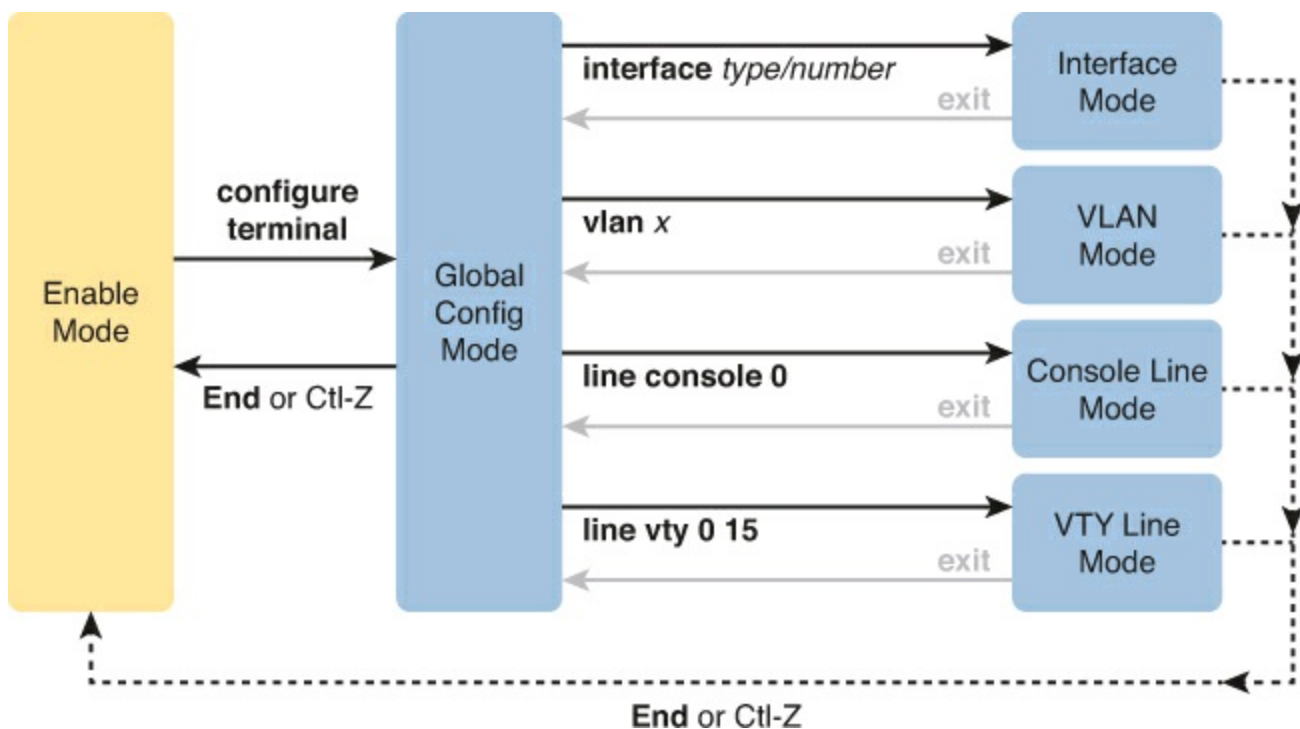 Enable
Mode
configure
terminal
End or Ctl-Z
Global
Config
Mode
interface type/number
exit
Interface
Mode
vlan x
exit
VLAN
Mode
line console 0
exit
Console Line
Mode
line vty 0 15
exit
VTY Line
Mode
End or Ctl-Z